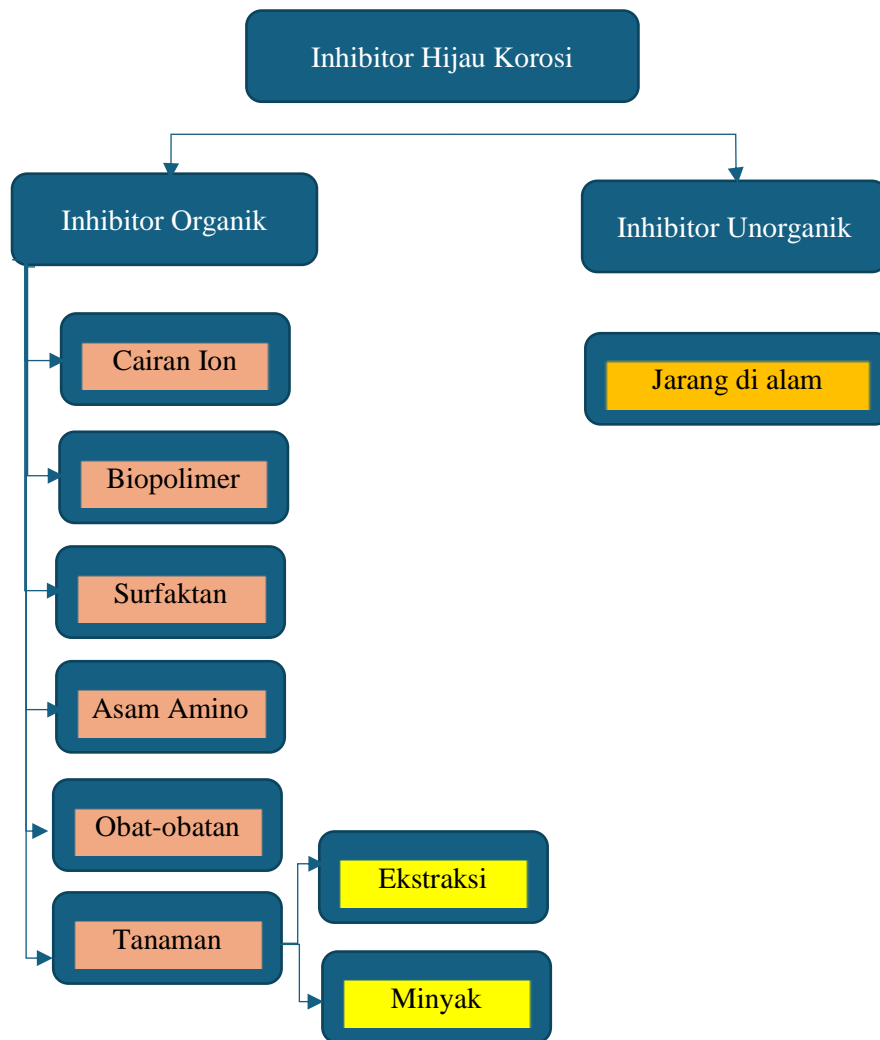 Inhibitor Hijau Korosi
Inhibitor Organik
Inhibitor Unorganik
Cairan Ion
Jarang di alam
Biopolimer
Surfaktan
Asam Amino
Obat-obatan
Ekstraksi
Tanaman
Minyak